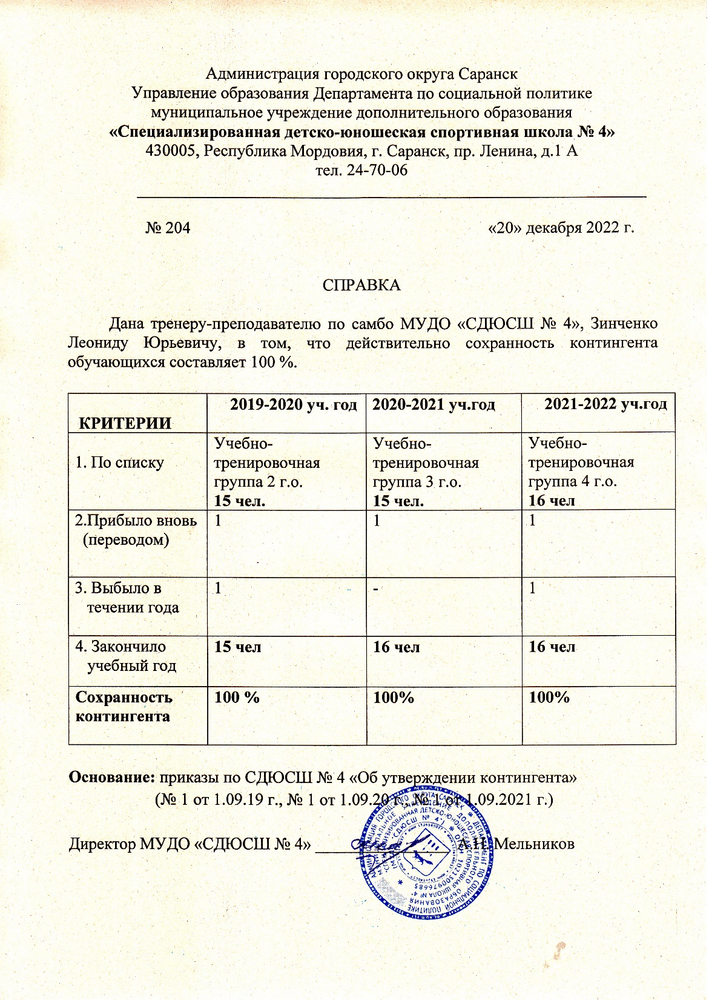 Администрация городского округа Саранск
Управление образования Департамента по социальной политике
муниципальное учреждение дополнительного образования
«Специализированная детско-юношеская спортивная школа № 4»
430005, Республика Мордовия, г. Саранск, пр. Ленина, д.1 А
тел. 24-70-06
№ 204 «20» декабря 2022 г.
СПРАВКА
Дана тренеру-преподавателю по самбо МУДО «СДЮСШ № 4», Зинченко
Леониду Юрьевичу, в том, что действительно сохранность контингента
обучающихся составляет 100 %.
КРИТЕРИИ
2019-2020 уч. год
2020-2021 уч.год
2021-2022 уч.год
1. По списку
Учебно-
тренировочная
группа 2 г.о.
15 чел.
Учебно-
тренировочная
группа 3 г.о.
15 чел.
Учебно-
тренировочная
группа 4 г.о.
16 чел
2.Прибыло вновь
(переводом)
1
1
1
3. Выбыло в
течении года
1
-
1
4. Закончило
учебный год
15 чел
16 чел
16 чел
Сохранность
контингента
100 %
100%
100%
Основание: приказы по СДЮСШ № 4 «Об утверждении контингента»
(№ 1 от 1.09.19 г., № 1 от 1.09.20 г., № 1 от 1.09.2021 г.)
Директор МУДО «СДЮСШ № 4» А.Н. Мельников